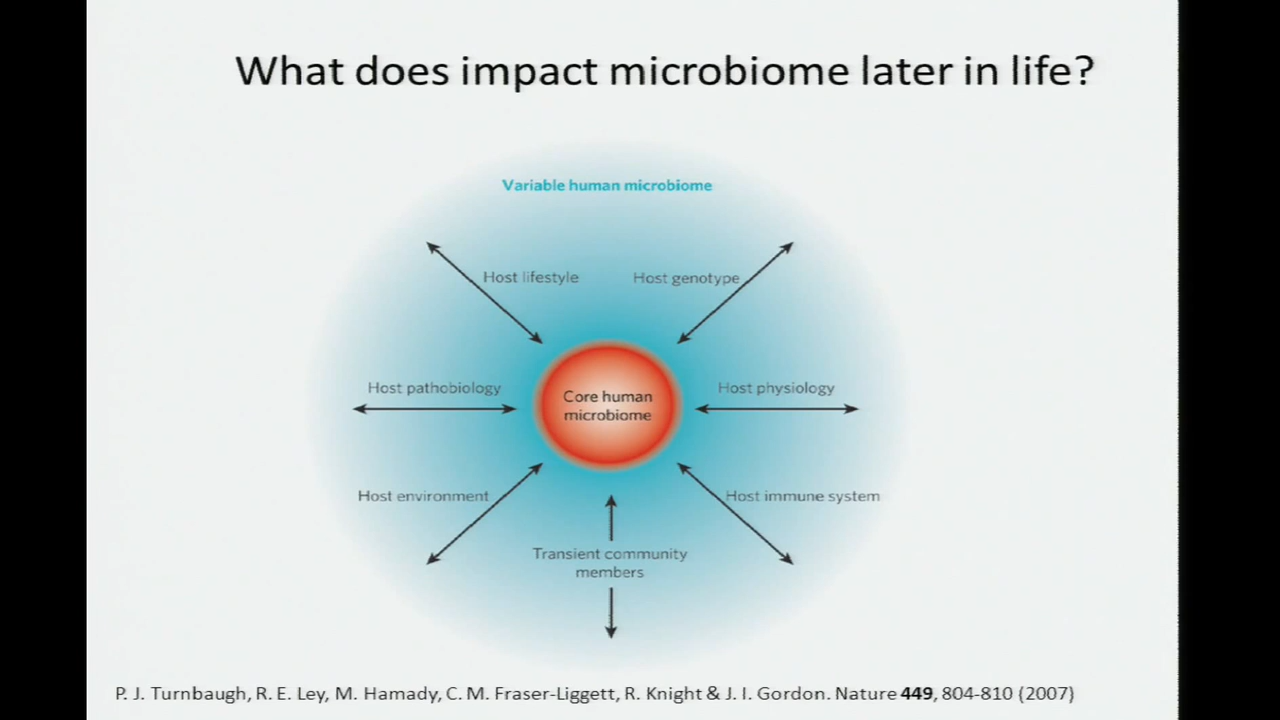 What does impact microbiome later in life?
Variable human microbiome
Host lifestyle
Host genotype
Host pathobiology
Host physiology
Core human
microbiome
Host environment
Host immune system
Transient community
members
P. J. Turnbaugh, R. E. Ley, M. Hamady, C. M. Fraser-Liggett, R. Knight & J. I. Gordon. Nature 449, 804-810 (2007)